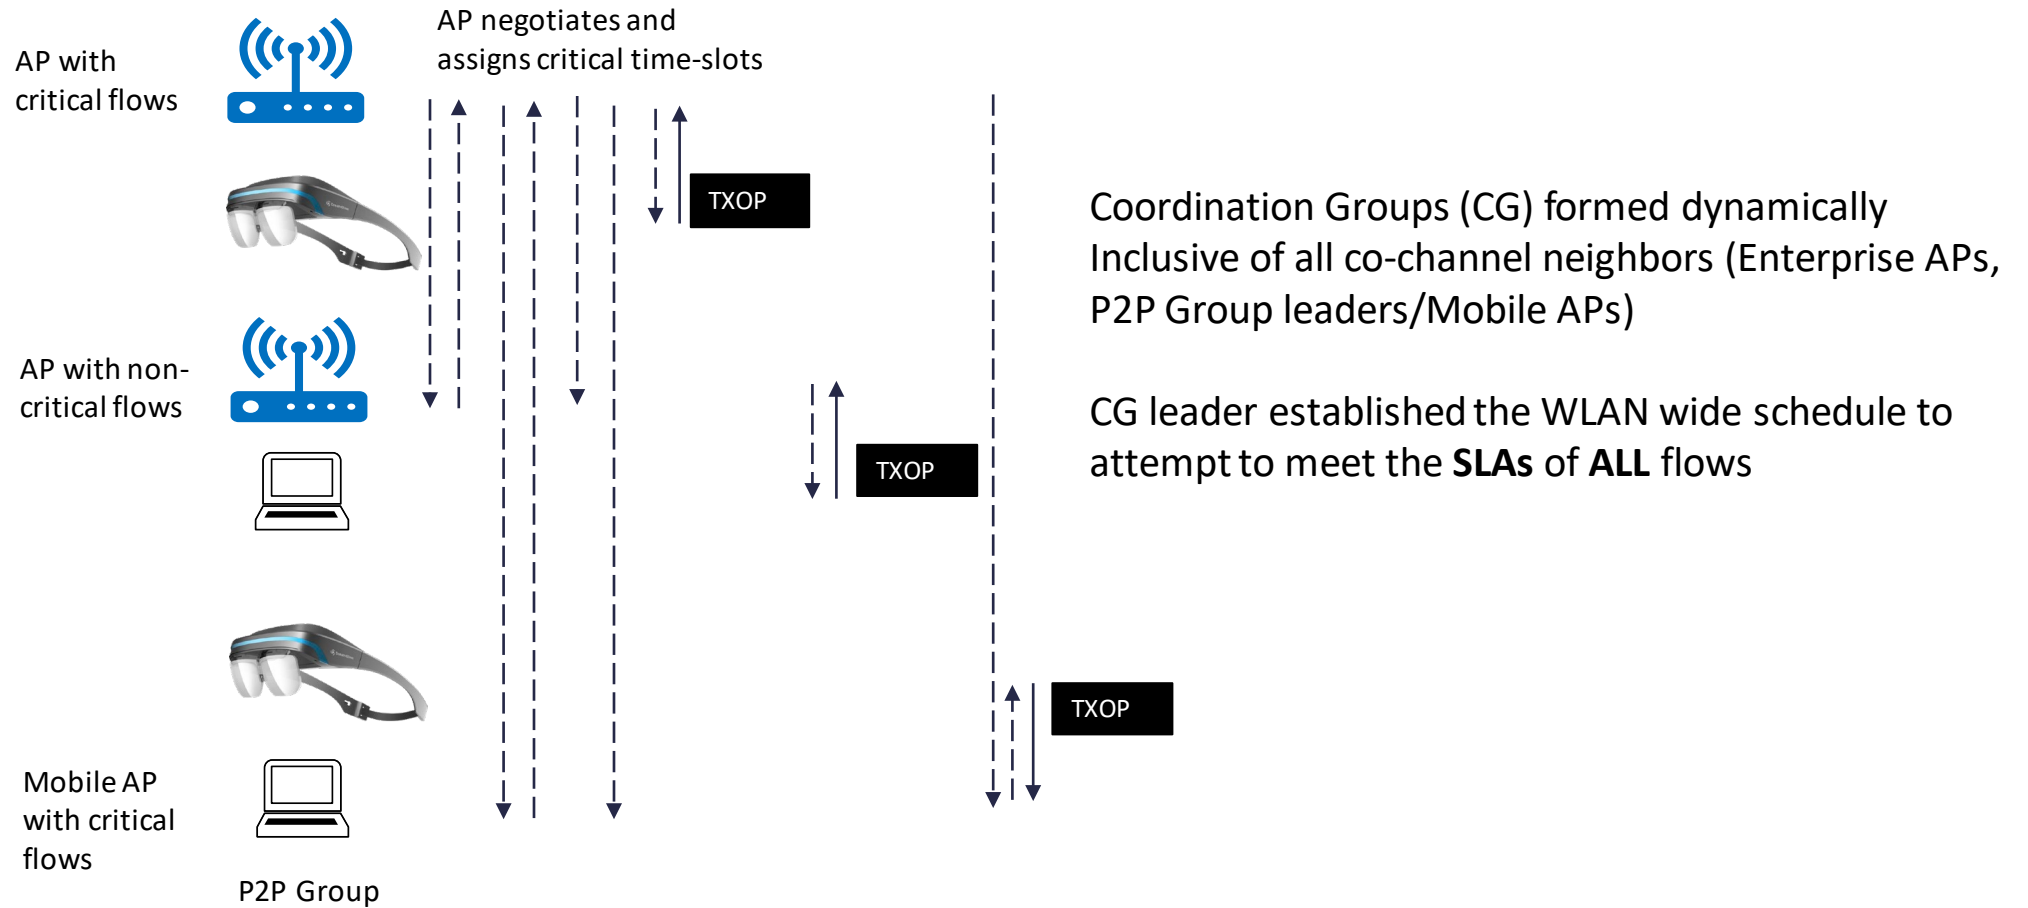 AP negotiates and
assigns critical time-slots
AP with
critical flows
TXOP
Coordination Groups (CG) formed dynamically
Inclusive of all co-channel neighbors (Enterprise APs,
P2P Group leaders/Mobile APs)
AP with non-
critical flows
CG leader established the WLAN wide schedule to
attempt to meet the SLAs of ALL flows
TXOP
TXOP
Mobile AP
with critical
flows
P2P Group